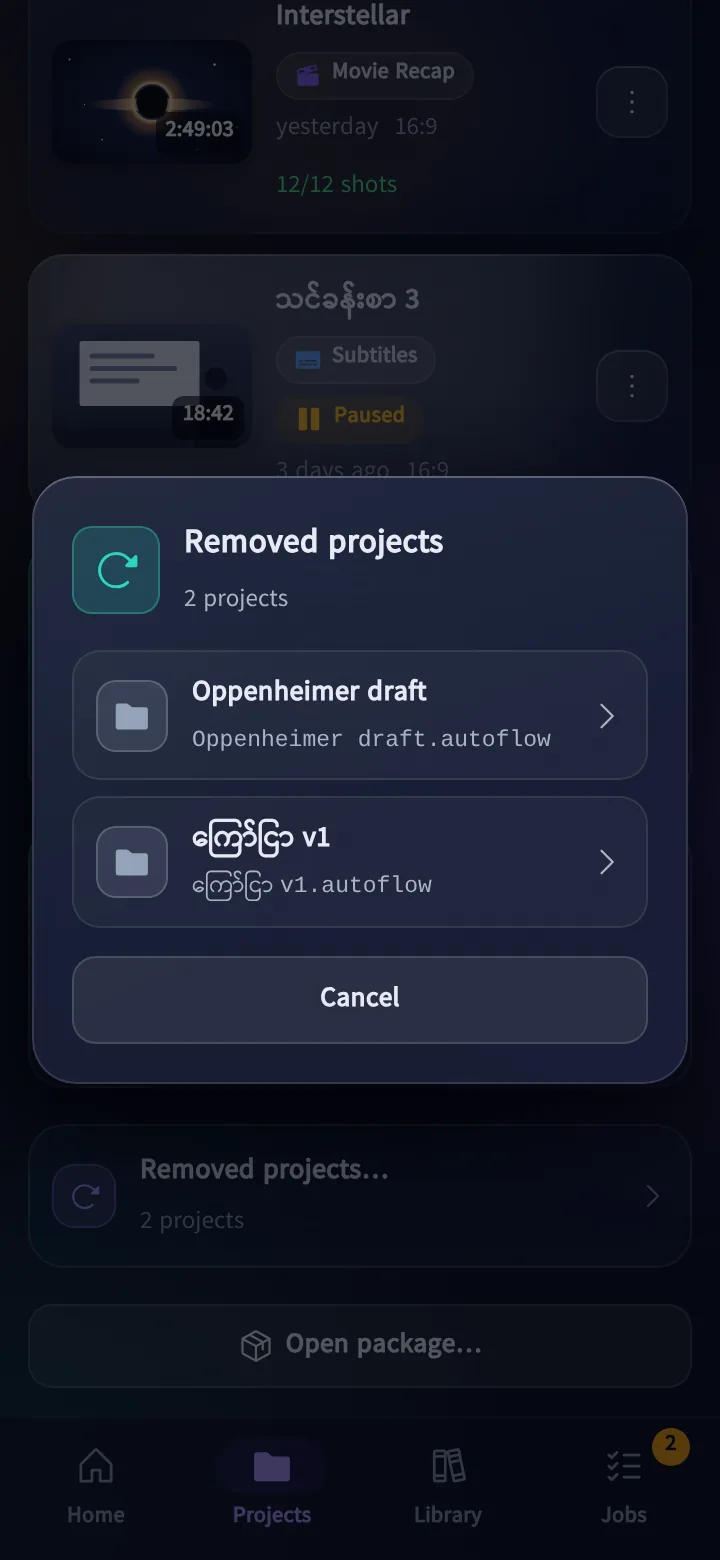 Interstellar
Movie Recap
2:49:03
yesterday 16:9
12/12 shots
သင်ခန်းစာ 3
Subtitles
18:42
Paused
3 days ago 16:9
Removed projects
2 projects
Oppenheimer draft
Oppenheimer draft.autoflow
ကြော်ငြာ v1
ကြော်ငြာ v1.autoflow
Cancel
Removed projects...
2 projects
Open package...
2
Home
Projects
Library
Jobs